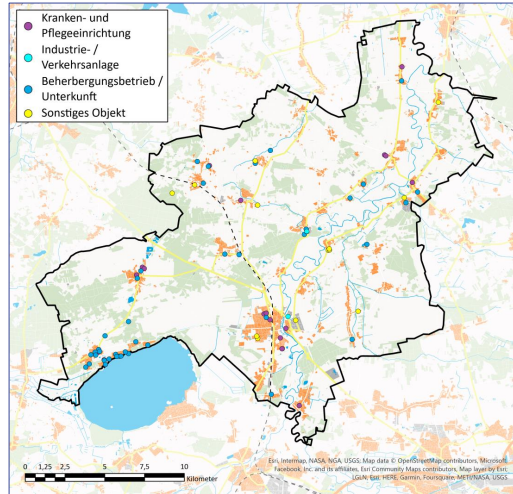 Kranken- und
Pflegeeinrichtung
Industrie- /
Verkehrsanlage
Beherbergungsbetrieb /
Unterkunft
Sonstiges Objekt
0 1,25 2,5 5 7,5 10
Kilometer
Esri, Intermap, NASA, NGA, USGS, Map data © OpenStreetMap contributors, Microsoft,
Facebook, Inc. and its affiliates, Esri Community Maps contributors, Map layer by Esri,
LGLN, Esri, HERE, Garmin, Foursquare, METI/NASA, USGS